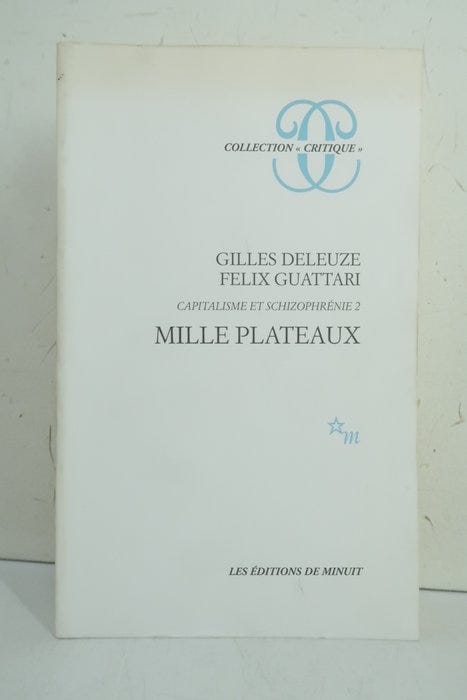 COLLECTION « CRITIQUE »
GILLES DELEUZE
FELIX GUATTARI
CAPITALISME ET SCHIZOPHRÉNIE 2
MILLE PLATEAUX
m
LES ÉDITIONS DE MINUIT